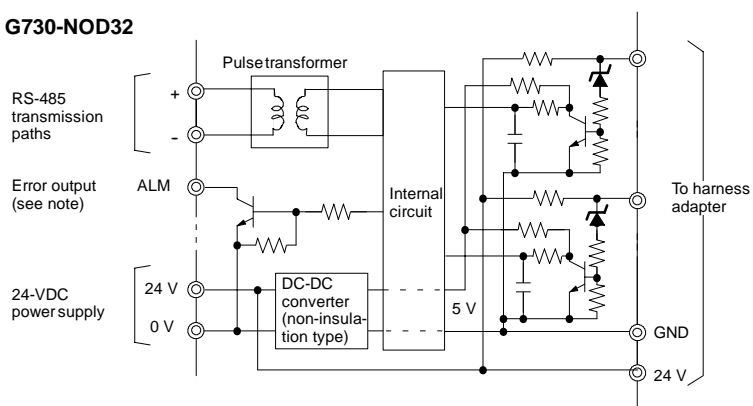 G730-NOD32
Pulse transformer
RS-485
transmission
paths
+
-
Error output
(see note)
ALM
Internal
circuit
To harness
adapter
24-VDC
power supply
24 V
0 V
DC-DC
converter
(non-insula-
tion type)
5 V
GND
24 V